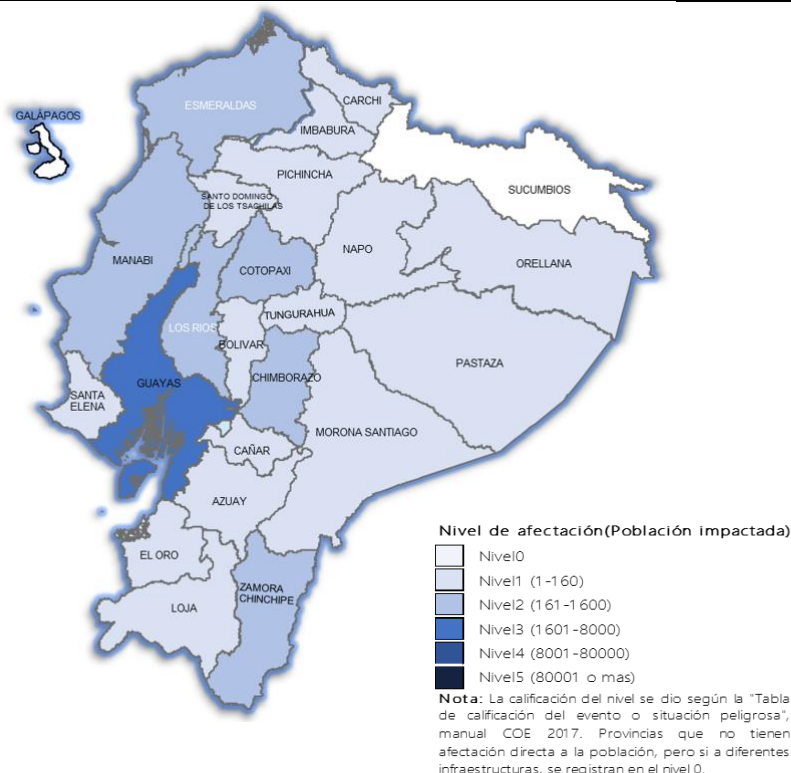 ESMERALDAS
CARCHI
GALÁPAGOS
IMBABURA
PICHINCHA
SUCUMBIOS
SANTO DOMINGO
DE LOS TSACHILAS
NAPO
MANABI
ORELLANA
COTOPAXI
TUNGURAHUA
LOS RIOS
BOLIVAR
PASTAZA
CHIMBORAZO
GUAYAS
SANTA
ELENA
MORONA SANTIAGO
CAÑAR
AZUAY
EL ORO
ZAMORA
CHINCHIPE
LOJA
Nivel de afectación(Población impactada)
Nivel0
Nivel1 (1-160)
Nivel2 (161-1600)
Nivel3 (1601-8000)
Nivel4 (8001-80000)
Nivel5 (80001 o mas)
Nota: La calificación del nivel se dio según la "Tabla
de calificación del evento o situación peligrosa",
manual COE 2017. Provincias que no tienen
afectación directa a la población, pero si a diferentes
infraestructuras, se registran en el nivel 0.